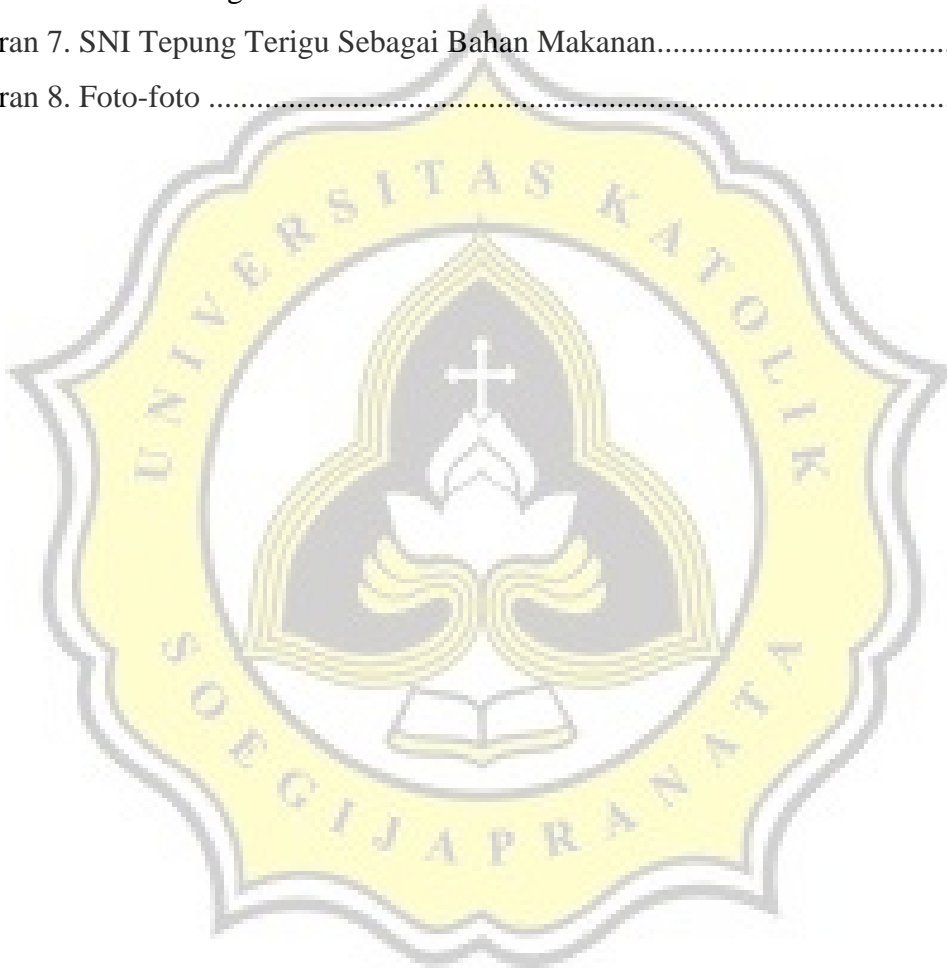 ran 7. SNI Tepung Terigu Sebagai Bahan Makanan.................................
ran 8. Foto-foto ...............................................................................
UNIVERSITAS KATOLIK
SOEGIJAPRANATA